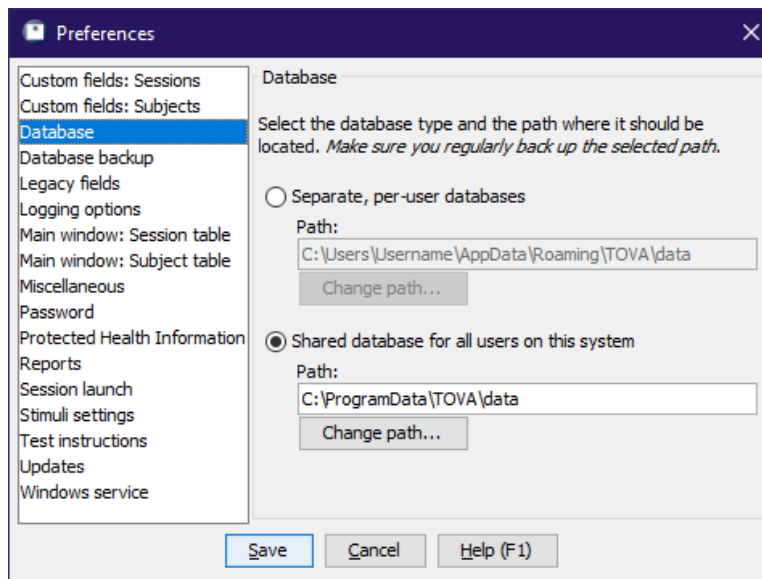 Preferences
Custom fields: Sessions
Custom fields: Subjects
Database
Database backup
Legacy fields
Logging options
Main window: Session table
Main window: Subject table
Miscellaneous
Password
Protected Health Information
Reports
Session launch
Stimuli settings
Test instructions
Updates
Windows service
Database
Select the database type and the path where it should be
located. Make sure you regularly back up the selected path.
Separate, per-user databases
Path:
C:\Users\Username\AppData\Roaming\TOVA\data
Change path...
Shared database for all users on this system
Path:
C:\ProgramData\TOVA\data
Change path...
Save
Cancel
Help (F1)